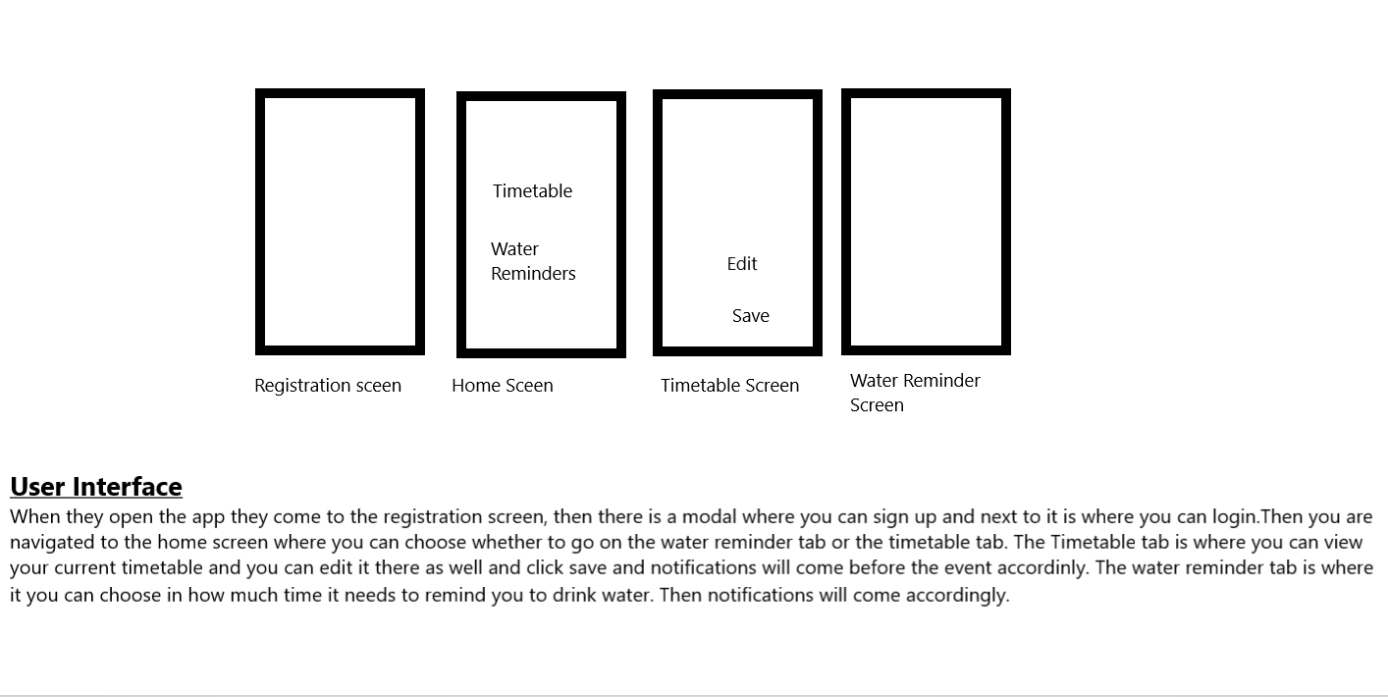 Timetable
Water
Reminders
Edit
Save
Registration sceen
Home Sceen
Timetable Screen
Water Reminder
Screen
User Interface
When they open the app they come to the registration screen, then there is a modal where you can sign up and next to it is where you can login.Then you are
navigated to the home screen where you can choose whether to go on the water reminder tab or the timetable tab. The Timetable tab is where you can view
your current timetable and you can edit it there as well and click save and notifications will come before the event accordinly. The water reminder tab is where
it you can choose in how much time it needs to remind you to drink water. Then notifications will come accordingly.